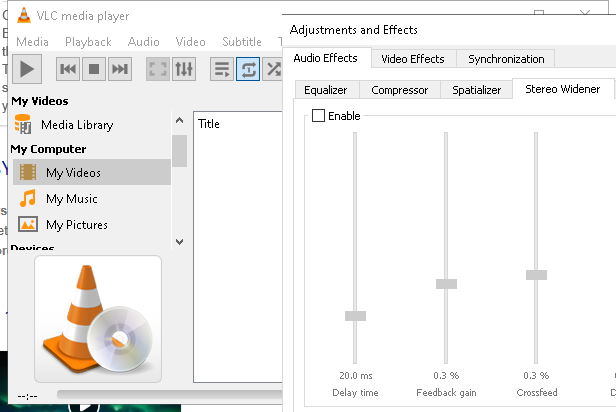 VLC media player
Media Playback Audio Video Subtitle
My Videos
Media Library
My Computer
My Videos
My Music
My Pictures
Devices
Title
--:--
Adjustments and Effects
Audio Effects Video Effects Synchronization
Equalizer Compressor Spatializer Stereo Widener
Enable
20.0 ms 0.3 % 0.3 %
Delay time Feedback gain Crossfeed